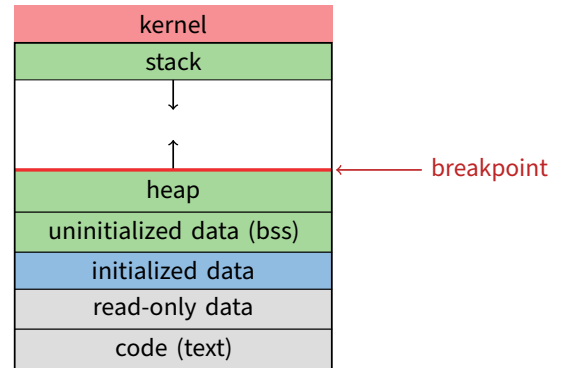 kernel
stack
breakpoint
heap
uninitialized data (bss)
initialized data
read-only data
code (text)